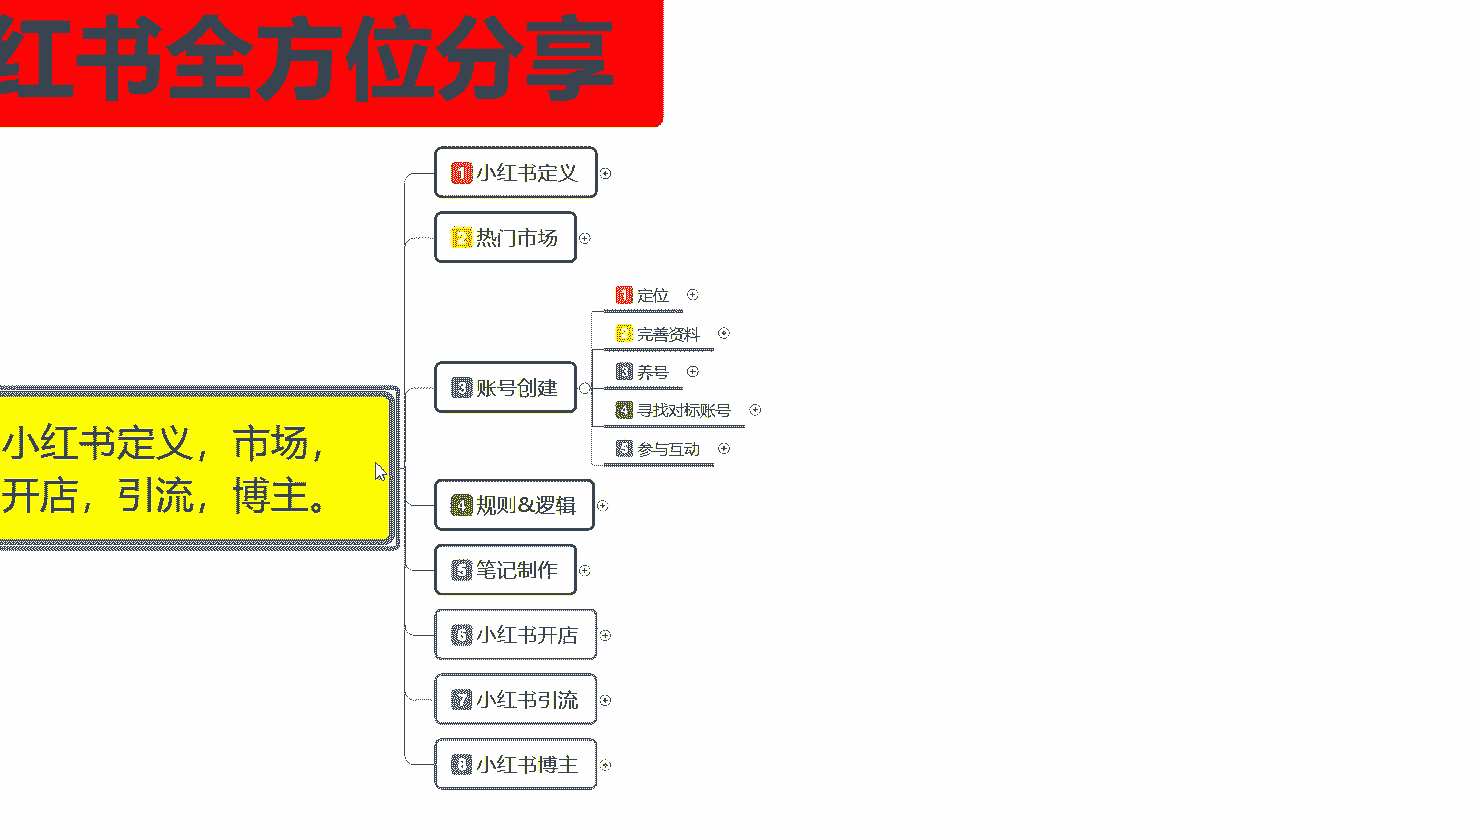 红书全方位分享
小红书定义，市场，
开店，引流，博主。
1 小红书定义
2 热门市场
3 账号创建
1 定位
2 完善资料
3 养号
4 寻找对标账号
5 参与互动
4 规则&逻辑
5 笔记制作
6 小红书开店
7 小红书引流
8 小红书博主